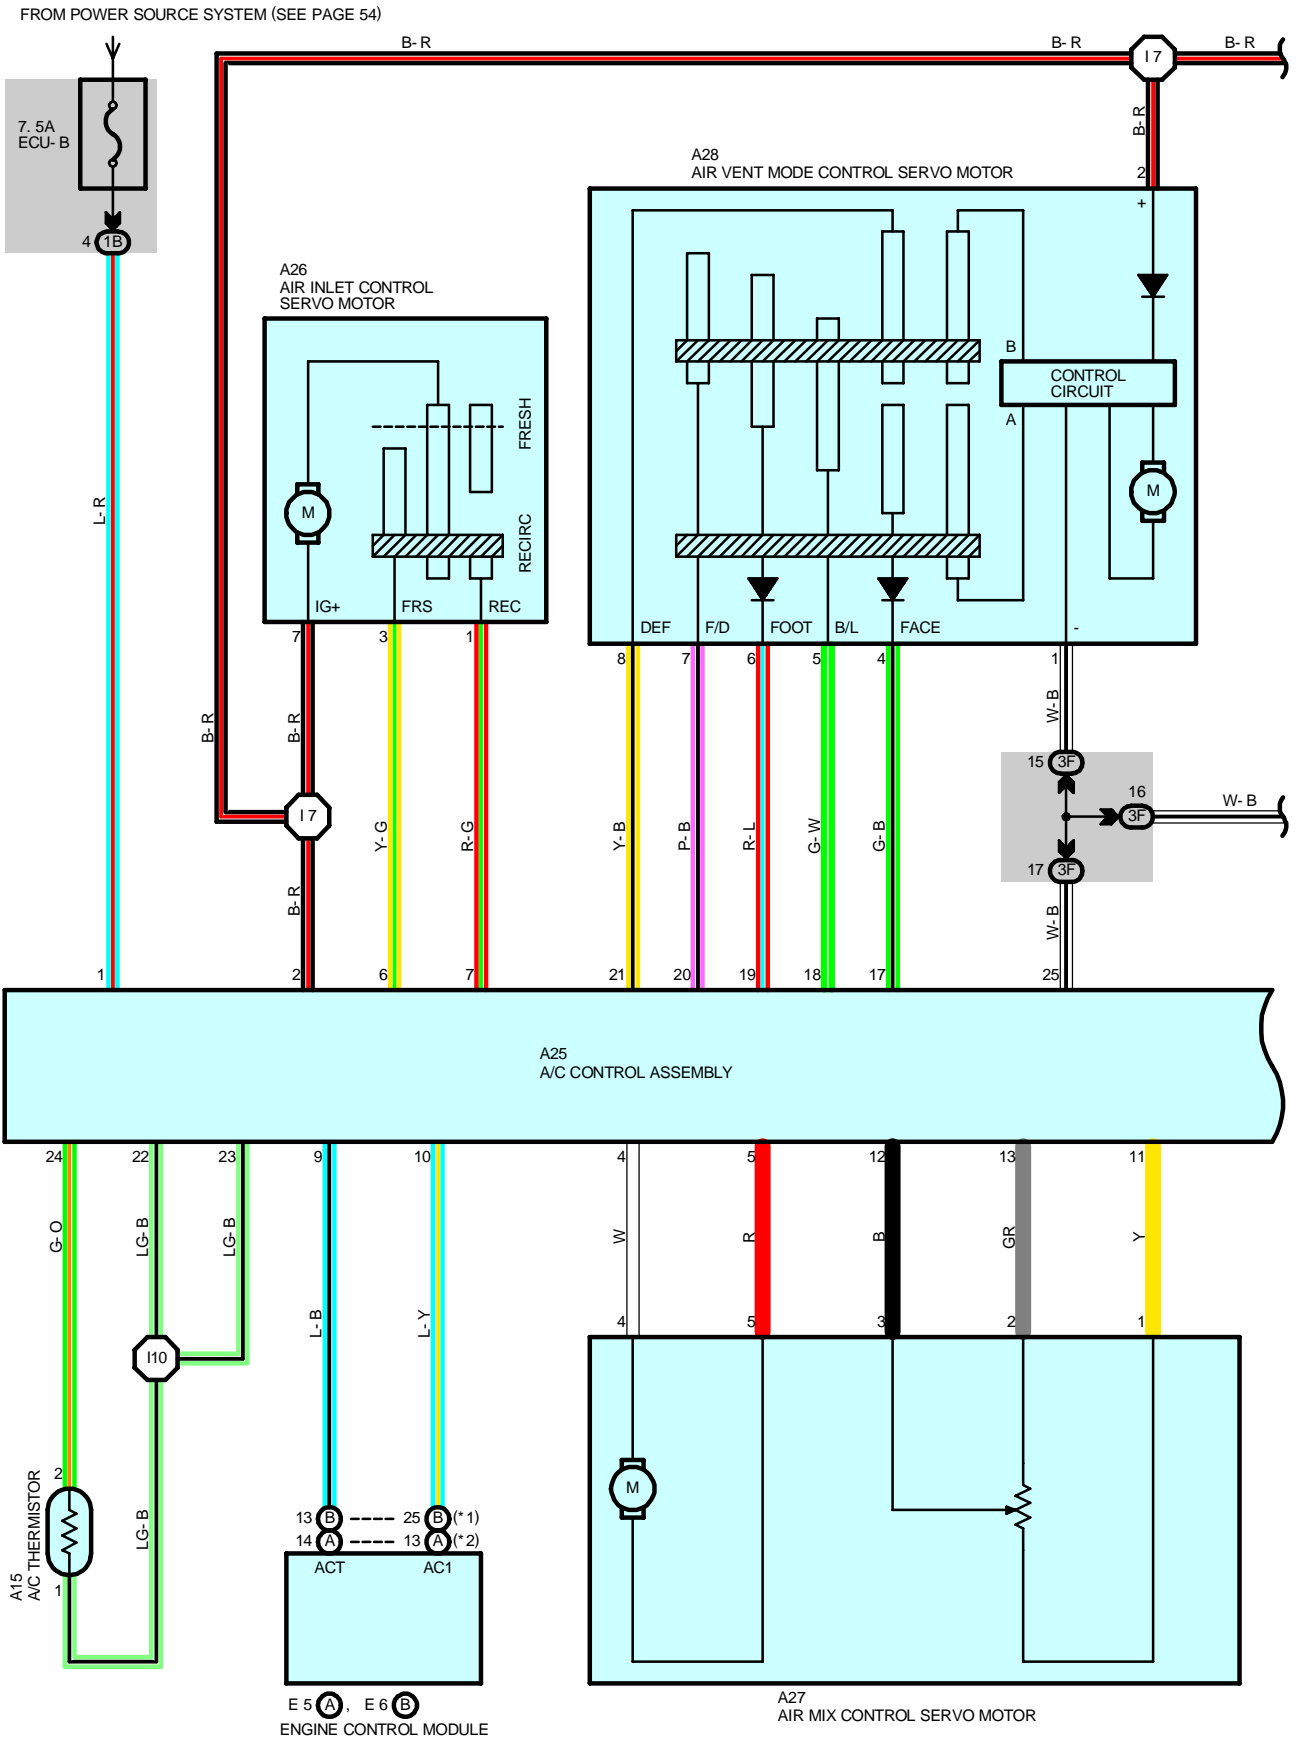 FROM POWER SOURCE SYSTEM (SEE PAGE 54)
B- R
B- R
I 7
B- R
7. 5A
ECU- B
B- R
4 1B
A28
AIR VENT MODE CONTROL SERVO MOTOR
2
+
A26
AIR INLET CONTROL
SERVO MOTOR
B
CONTROL
CIRCUIT
A
FRESH
RECIRC
M
M
L- R
IG+
FRS
REC
DEF
F/D
FOOT
B/L
FACE
-
7
3
1
8
7
6
5
4
1
B- R
B- R
W- B
15 3F
16
3F
W- B
17 3F
I 7
Y- G
R- G
Y- B
P- B
R- L
G- W
G- B
B- R
W- B
1
2
6
7
21
20
19
18
17
25
A25
A/C CONTROL ASSEMBLY
24
22
23
9
10
4
5
12
13
11
G- O
LG- B
LG- B
W
R
B
GR
Y
L- B
L- Y
4
5
3
2
1
I10
2
A15
A/C THERMISTOR
1
LG- B
M
13 B
25 B (* 1)
14 A
13 A (* 2)
ACT
AC1
E 5 A , E 6 B
ENGINE CONTROL MODULE
A27
AIR MIX CONTROL SERVO MOTOR